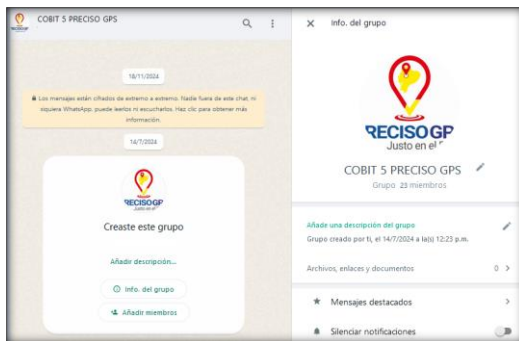 COBIT 5 PRECISO GPS
18/11/2024
Los mensajes están cifrados de extremo a extremo. Nadie fuera de este chat, ni
siquiera WhatsApp, puede leerlos ni escucharlos. Haz clic para obtener más
información.
14/7/2024
RECISOGP
Creaste este grupo
Añadir descripción...
Info. del grupo
Añadir miembros
Info. del grupo
RECISOGP
Justo en el
COBIT 5 PRECISO GPS
Grupo 23 miembros
Añade una descripción del grupo
Grupo creado por ti, el 14/7/2024 a la(s) 12:23 p.m.
Archivos, enlaces y documentos 0
Mensajes destacados
Silenciar notificaciones